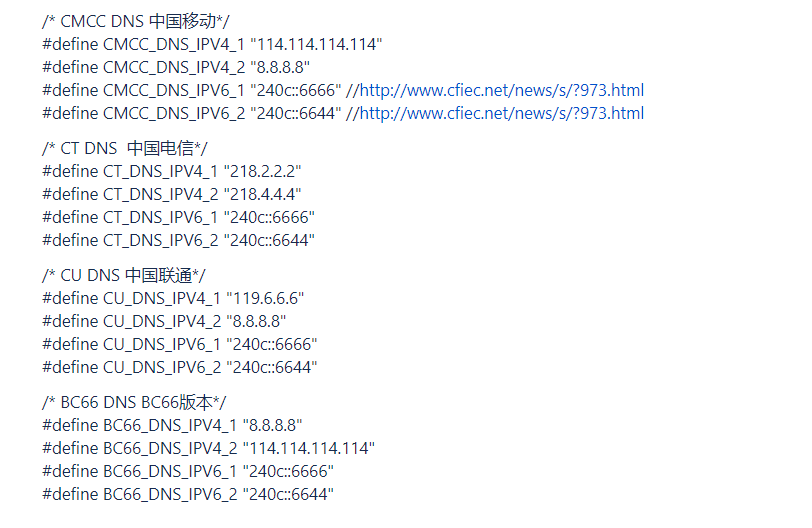 /* CMCC DNS 中国移动*/
#define CMCC_DNS_IPV4_1 "114.114.114.114"
#define CMCC_DNS_IPV4_2 "8.8.8.8"
#define CMCC_DNS_IPV6_1 "240c::6666" //http://www.cfiec.net/news/s/?973.html
#define CMCC_DNS_IPV6_2 "240c::6644" //http://www.cfiec.net/news/s/?973.html
/* CT DNS  中国电信*/
#define CT_DNS_IPV4_1 "218.2.2.2"
#define CT_DNS_IPV4_2 "218.4.4.4"
#define CT_DNS_IPV6_1 "240c::6666"
#define CT_DNS_IPV6_2 "240c::6644"
/* CU DNS 中国联通*/
#define CU_DNS_IPV4_1 "119.6.6.6"
#define CU_DNS_IPV4_2 "8.8.8.8"
#define CU_DNS_IPV6_1 "240c::6666"
#define CU_DNS_IPV6_2 "240c::6644"
/* BC66 DNS BC66版本*/
#define BC66_DNS_IPV4_1 "8.8.8.8"
#define BC66_DNS_IPV4_2 "114.114.114.114"
#define BC66_DNS_IPV6_1 "240c::6666"
#define BC66_DNS_IPV6_2 "240c::6644"